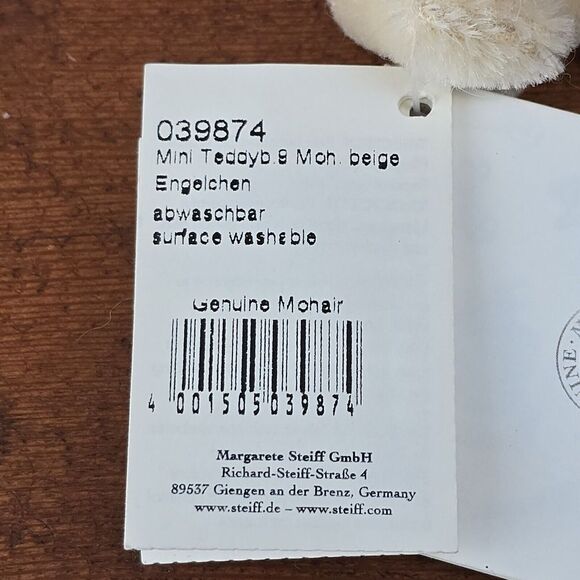 039874
Mini Teddyb.9 Moh. beige
Engelchen
abwaschbar
surface washable
Genuine Mohair
4 001505 039874
Margarete Steiff GmbH
Richard-Steiff-Straße 4
89537 Giengen an der Brenz, Germany
www.steiff.de – www.steiff.com